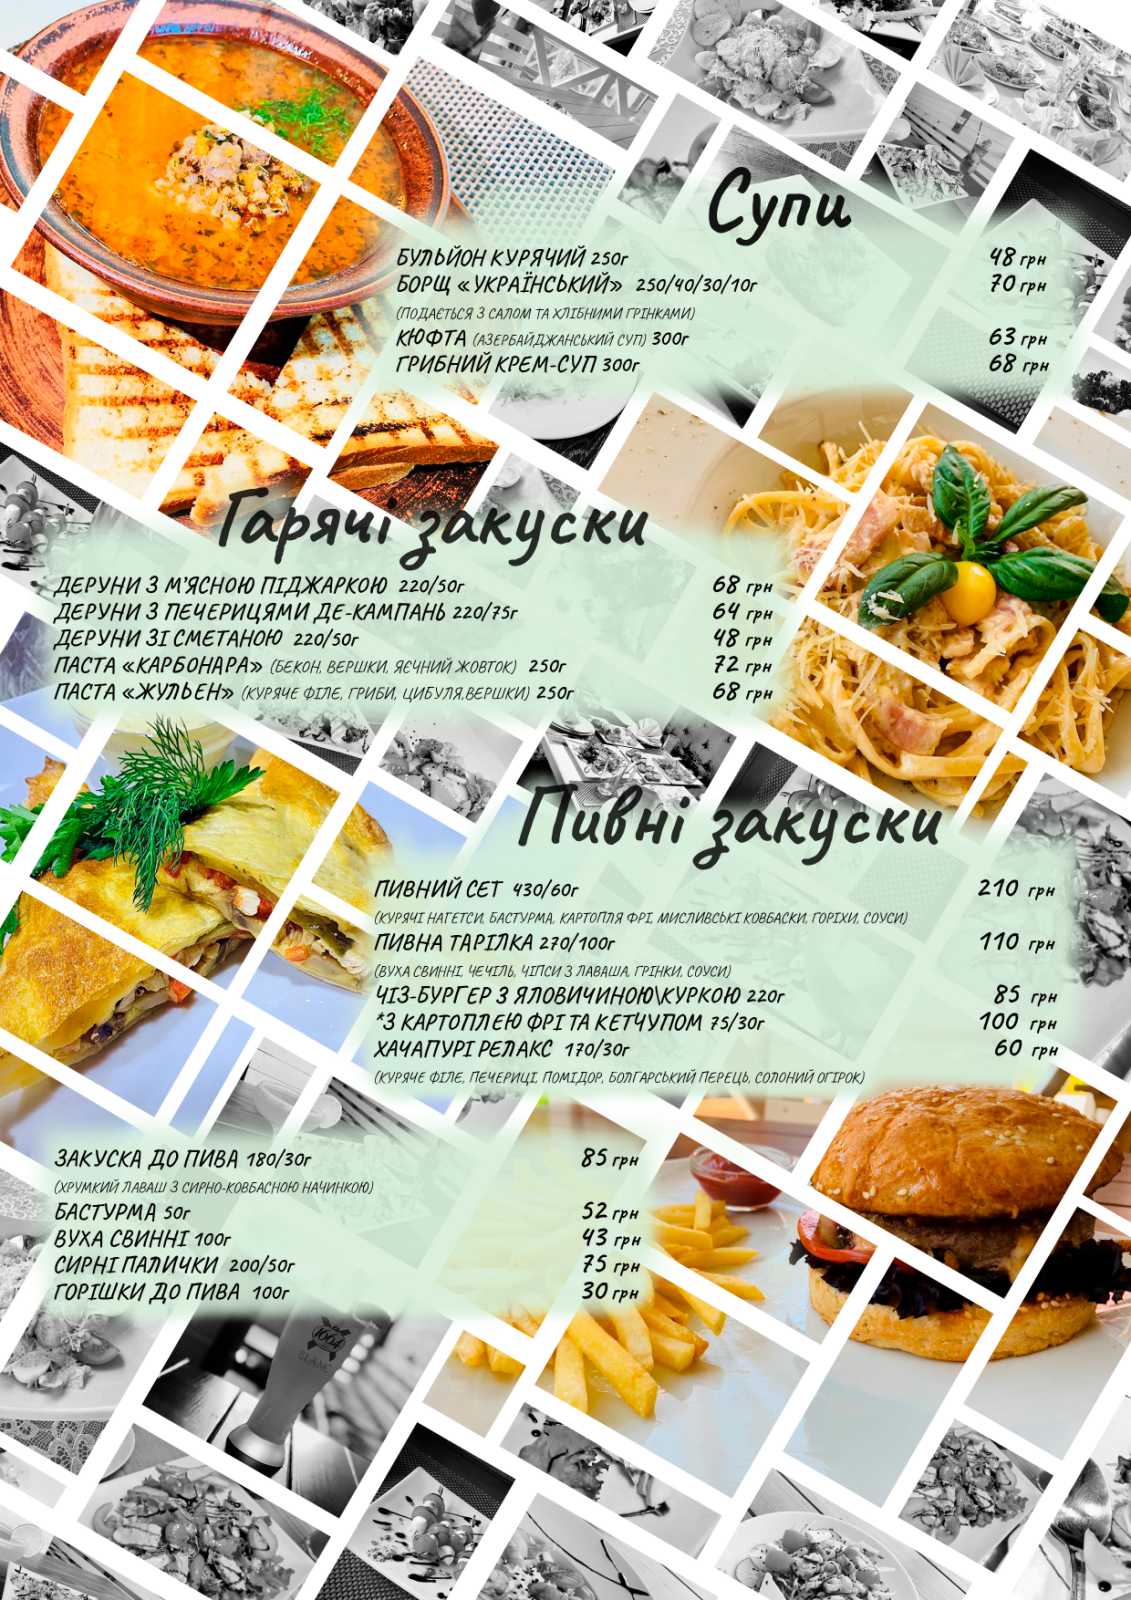 Супи
БУЛЬЙОН КУРЯЧИЙ 250г 48 грн
БОРЩ «УКРАЇНСЬКИЙ» 250/40/30/10г 70 грн
(ПОДАЄТЬСЯ З САЛОМ ТА ХЛІБНИМИ ГРІНКАМИ)
КЮФТА (АЗЕРБАЙДЖАНСЬКИЙ СУП) 300г 63 грн
ГРИБНИЙ КРЕМ-СУП 300г 68 грн
Гарячі закуски
ДЕРУНИ З М'ЯСНОЮ ПІДЖАРКОЮ 220/50г 68 грн
ДЕРУНИ З ПЕЧЕРИЦЯМИ ДЕ-КАМПАНЬ 220/75г 64 грн
ДЕРУНИ ЗІ СМЕТАНОЮ 220/50г 48 грн
ПАСТА «КАРБОНАРА» (БЕКОН, ВЕРШКИ, ЯЄЧНИЙ ЖОВТОК) 250г 72 грн
ПАСТА «ЖУЛЬЕН» (КУРЯЧЕ ФІЛЕ, ГРИБИ, ЦИБУЛЯ,ВЕРШКИ) 250г 68 грн
Пивні закуски
ПИВНИЙ СЕТ 430/60г 210 грн
(КУРЯЧІ НАГЕТСИ, БАСТУРМА, КАРТОПЛЯ ФРІ, МИСЛИВСЬКІ КОВБАСКИ, ГОРІХИ, СОУСИ)
ПИВНА ТАРІЛКА 270/100г 110 грн
(ВУХА СВИННІ, ЧЕЧІЛЬ, ЧІПСИ З ЛАВАША, ГРІНКИ, СОУСИ)
ЧІЗ-БУРГЕР З ЯЛОВИЧИНОЮ\КУРКОЮ 220г 85 грн
*З КАРТОПЛЕЮ ФРІ ТА КЕТЧУПОМ 75/30г 100 грн
ХАЧАПУРІ РЕЛАКС 170/30г 60 грн
(КУРЯЧЕ ФІЛЕ, ПЕЧЕРИЦІ, ПОМІДОР, БОЛГАРСЬКИЙ ПЕРЕЦЬ, СОЛОНИЙ ОГІРОК)
ЗАКУСКА ДО ПИВА 180/30г 85 грн
(ХРУМКИЙ ЛАВАШ З СИРНО-КОВБАСНОЮ НАЧИНКОЮ)
БАСТУРМА 50г 52 грн
ВУХА СВИННІ 100г 43 грн
СИРНІ ПАЛИЧКИ 200/50г 75 грн
ГОРІШКИ ДО ПИВА 100г 30 грн
1664